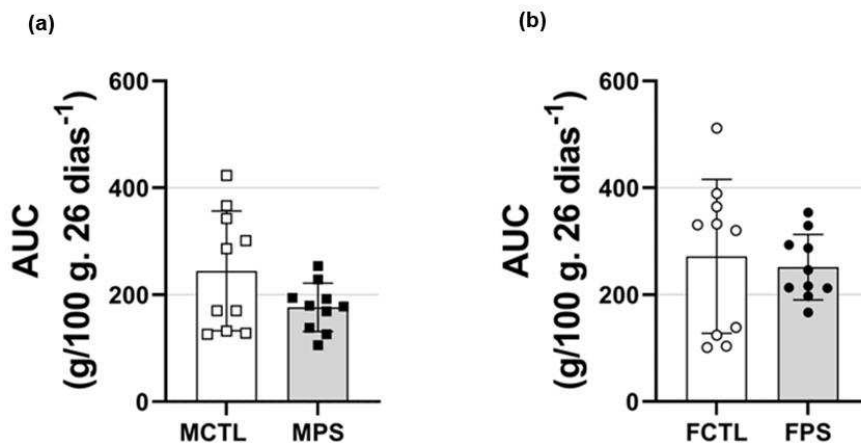 (a)
AUC
(g/100 g. 26 dias⁻¹)
600
400
200
0
MCTL MPS
(b)
AUC
(g/100 g. 26 dias⁻¹)
600
400
200
0
FCTL FPS